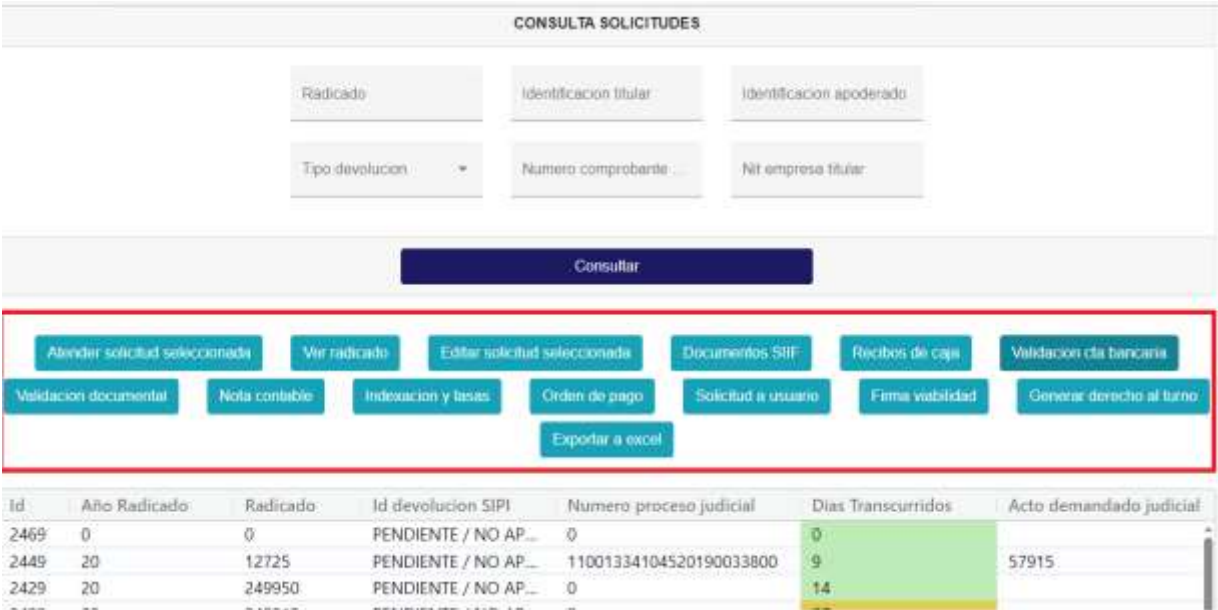 CONSULTA SOLICITUDES
Radicado Identificacion titular Identificacion apoderado
Tipo devolucion Numero comprobante ... Nit empresa titular
Consultar
Atender solicitud seleccionada Ver radicado Editar solicitud seleccionada Documentos SIIF Recibos de caja Validacion cta bancaria
Validacion documental Nota contable Indexacion y tasas Orden de pago Solicitud a usuario Firma viabilidad Generar derecho al turno
Exportar a excel
Id Año Radicado Radicado Id devolucion SIPI Numero proceso judicial Dias Transcurridos Acto demandado judicial
2469 0 0 PENDIENTE / NO AP... 0 0
2449 20 12725 PENDIENTE / NO AP... 11001334104520190033800 9 57915
2429 20 249950 PENDIENTE / NO AP... 0 14